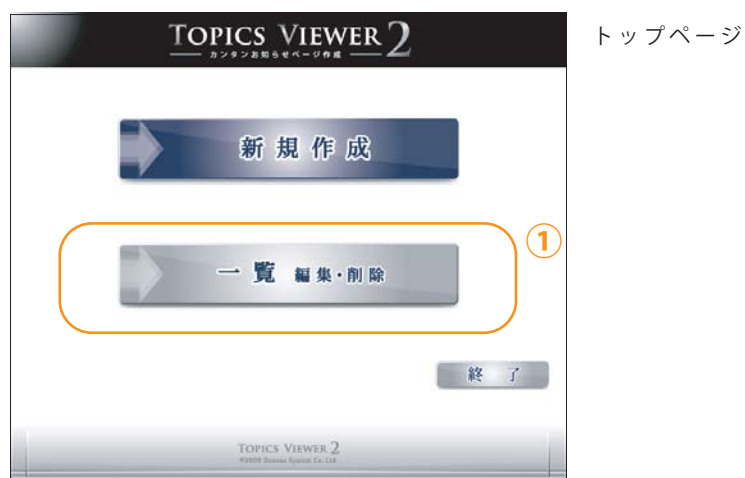 TOPICS VIEWER 2
カンタンお知らせページ作成
トップページ
新規作成
①
一覧 編集・削除
終了
TOPICS VIEWER 2